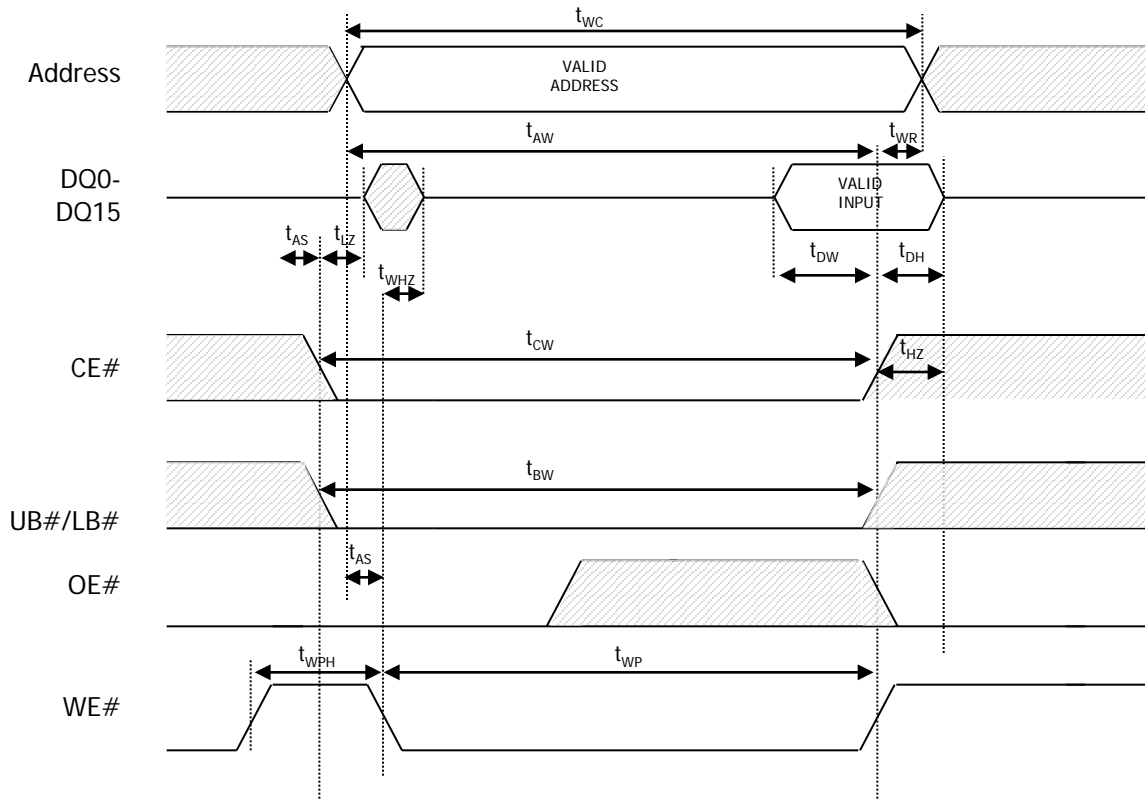 tWC
Address
VALID
ADDRESS
tAW
tWR
DQ0-
DQ15
VALID
INPUT
tAS
tLZ
tDW
tDH
tWHZ
tCW
tHZ
CE#
tBW
UB#/LB#
tAS
OE#
tWPH
tWP
WE#